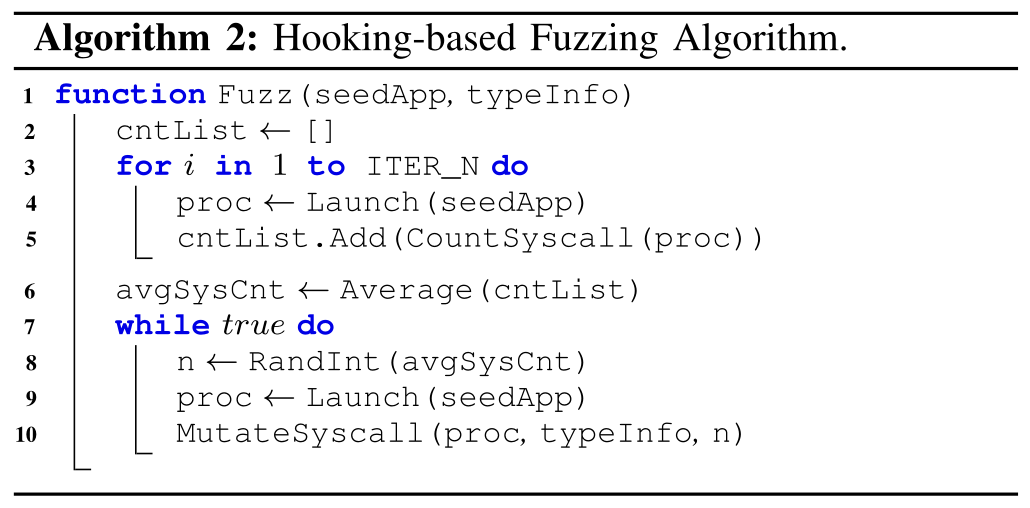 Algorithm 2: Hooking-based Fuzzing Algorithm.
1 function Fuzz(seedApp, typeInfo)
2 cntList ← []
3 for i in 1 to ITER_N do
4 proc ← Launch(seedApp)
5 cntList.Add(CountSyscall(proc))
6 avgSysCnt ← Average(cntList)
7 while true do
8 n ← RandInt(avgSysCnt)
9 proc ← Launch(seedApp)
10 MutateSyscall(proc, typeInfo, n)